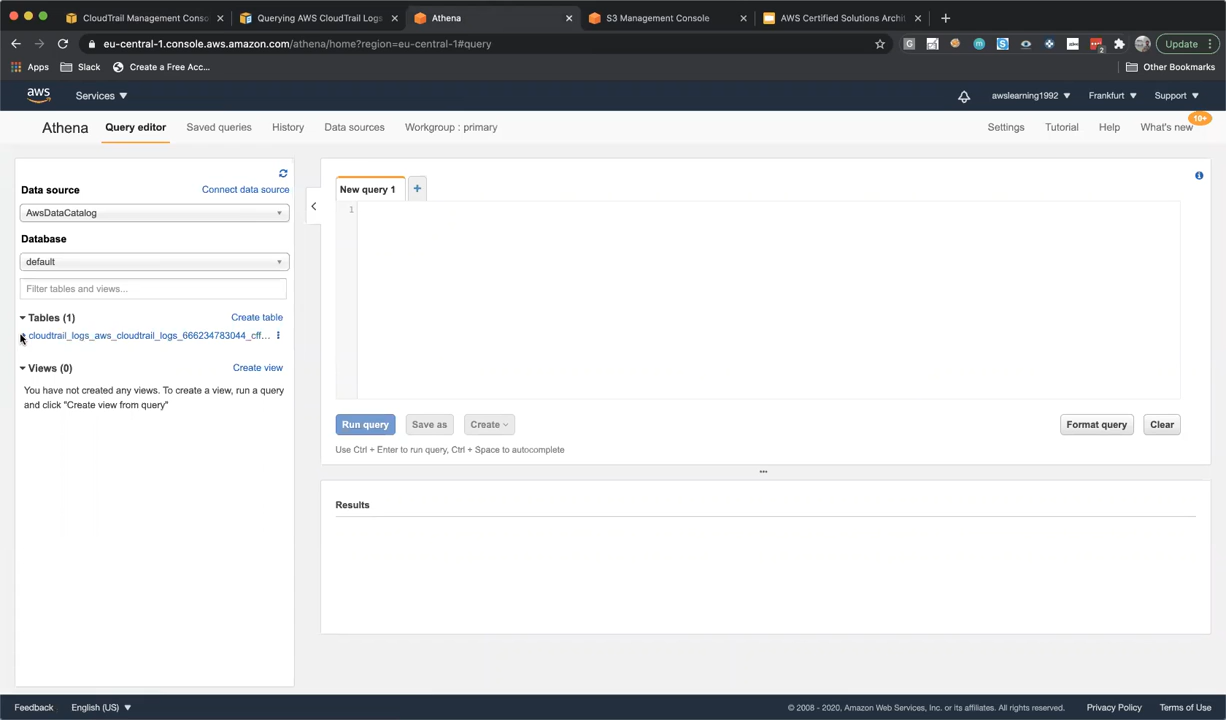 CloudTrail Management Conso
Querying AWS CloudTrail Logs
Athena
S3 Management Console
AWS Certified Solutions Archit
eu-central-1.console.aws.amazon.com/athena/home?region=eu-central-1#query
Update
Apps
Slack
Create a Free Acc...
Other Bookmarks
aws
Services
awslearning1992
Frankfurt
Support
Athena
Query editor
Saved queries
History
Data sources
Workgroup : primary
Settings
Tutorial
Help
What's new
10+
Data source
Connect data source
AwsDataCatalog
Database
default
Filter tables and views...
Tables (1)
Create table
cloudtrail_logs_aws_cloudtrail_logs_666234783044_cff...
Views (0)
Create view
You have not created any views. To create a view, run a query
and click "Create view from query"
New query 1
+
1
Run query
Save as
Create
Format query
Clear
Use Ctrl + Enter to run query, Ctrl + Space to autocomplete
Results
Feedback
English (US)
© 2008 - 2020, Amazon Web Services, Inc. or its affiliates. All rights reserved.
Privacy Policy
Terms of Use